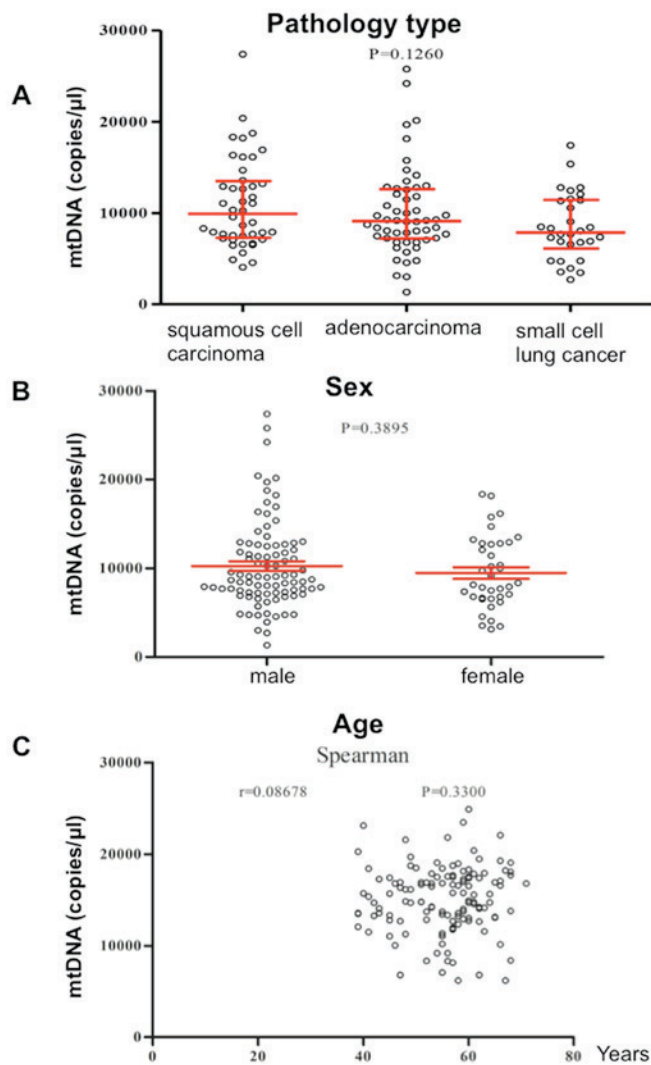 Pathology type
P=0.1260
A
mtDNA (copies/µl)
30000
20000
10000
0
squamous cell
carcinoma
adenocarcinoma
small cell
lung cancer
B
Sex
P=0.3895
mtDNA (copies/µl)
30000
20000
10000
0
male
female
C
Age
Spearman
r=0.08678
P=0.3300
mtDNA (copies/µl)
30000
20000
10000
0
0
20
40
60
80
Years